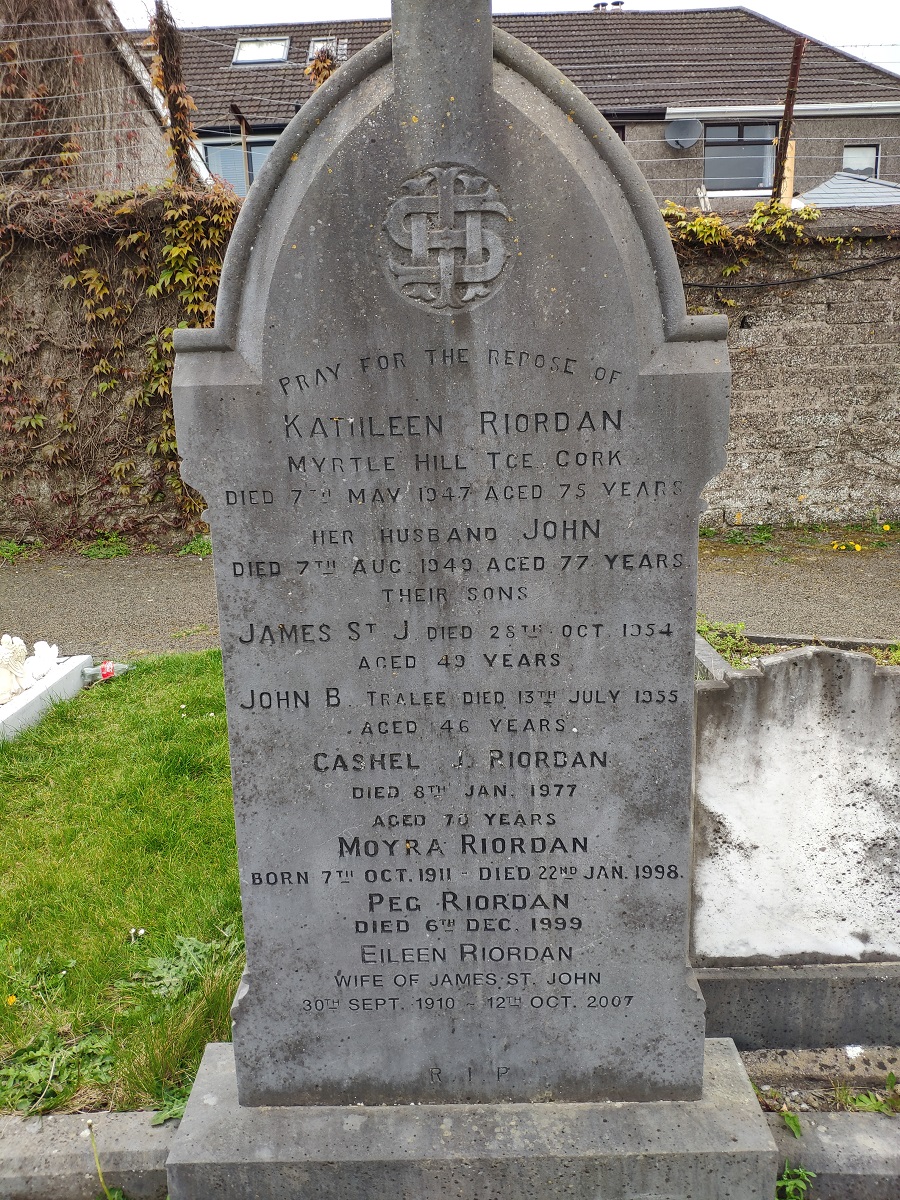 IHS
PRAY FOR THE REPOSE OF
KATHLEEN RIORDAN
MYRTLE HILL TCE CORK
DIED 7TH MAY 1947 AGED 75 YEARS
HER HUSBAND JOHN
DIED 7TH AUG 1949 AGED 77 YEARS
THEIR SONS
JAMES ST J DIED 28TH OCT. 1954
AGED 49 YEARS
JOHN B. TRALEE DIED 13TH JULY 1955
AGED 46 YEARS
CASHEL J. RIORDAN
DIED 8TH JAN. 1977
AGED 70 YEARS
MOYRA RIORDAN
BORN 7TH OCT. 1911 - DIED 22ND JAN. 1998.
PEG RIORDAN
DIED 6TH DEC. 1999
EILEEN RIORDAN
WIFE OF JAMES ST. JOHN
30TH SEPT. 1910 - 12TH OCT. 2007
R I P